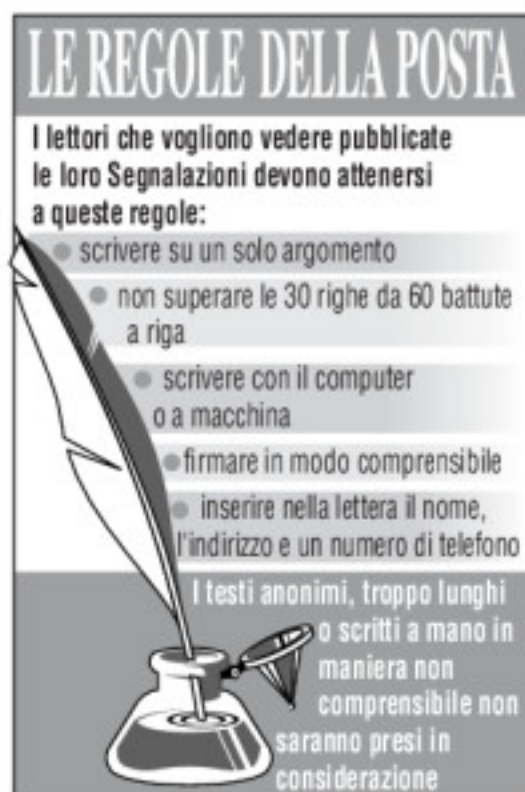 LE REGOLE DELLA POSTA
I lettori che vogliono vedere pubblicate
le loro Segnalazioni devono attenersi
a queste regole:
● scrivere su un solo argomento
● non superare le 30 righe da 60 battute
a riga
● scrivere con il computer
o a macchina
● firmare in modo comprensibile
● inserire nella lettera il nome,
l'indirizzo e un numero di telefono
I testi anonimi, troppo lunghi
o scritti a mano in
maniera non
comprensibile non
saranno presi in
considerazione